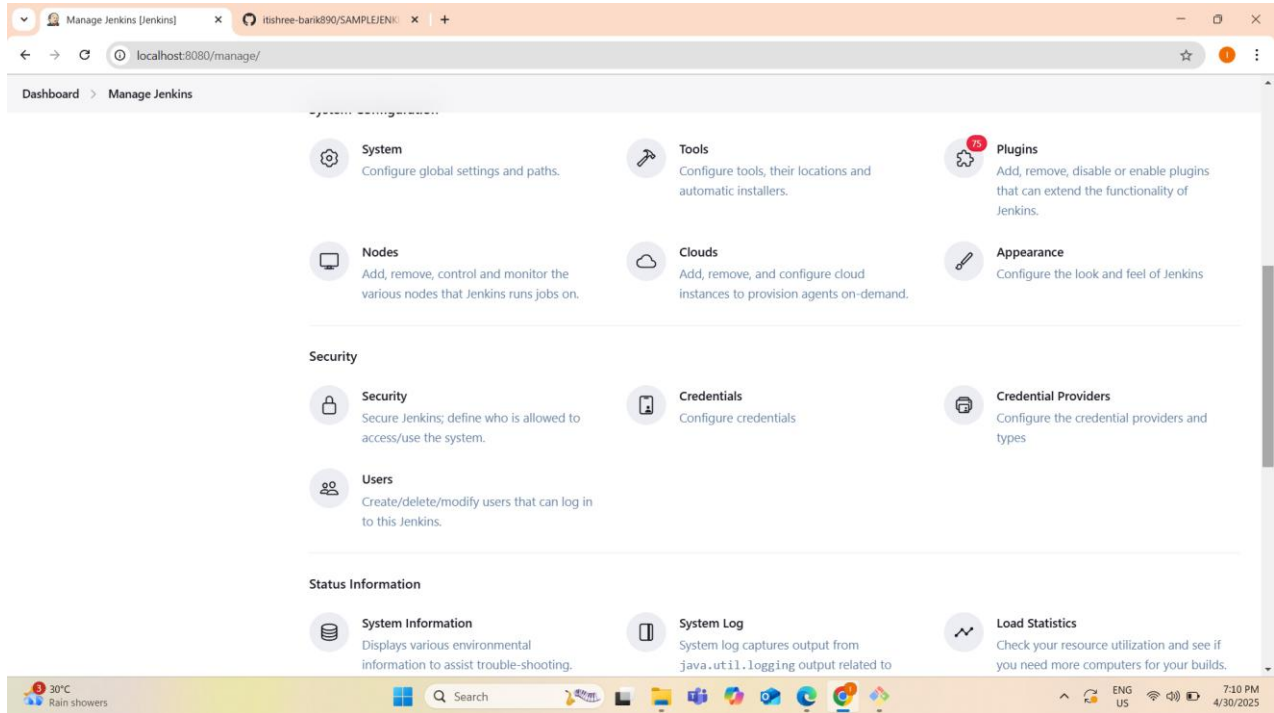 Manage Jenkins [Jenkins]
itishree-barik890/SAMPLEJENK
localhost:8080/manage/
I
Dashboard > Manage Jenkins
System Configuration
System
Configure global settings and paths.
Tools
Configure tools, their locations and
automatic installers.
75
Plugins
Add, remove, disable or enable plugins
that can extend the functionality of
Jenkins.
Nodes
Add, remove, control and monitor the
various nodes that Jenkins runs jobs on.
Clouds
Add, remove, and configure cloud
instances to provision agents on-demand.
Appearance
Configure the look and feel of Jenkins
Security
Security
Secure Jenkins; define who is allowed to
access/use the system.
Credentials
Configure credentials
Credential Providers
Configure the credential providers and
types
Users
Create/delete/modify users that can log in
to this Jenkins.
Status Information
System Information
Displays various environmental
information to assist trouble-shooting.
System Log
System log captures output from
java.util.logging output related to
Load Statistics
Check your resource utilization and see if
you need more computers for your builds.
3
30°C
Rain showers
Search
ENG
US
7:10 PM
4/30/2025